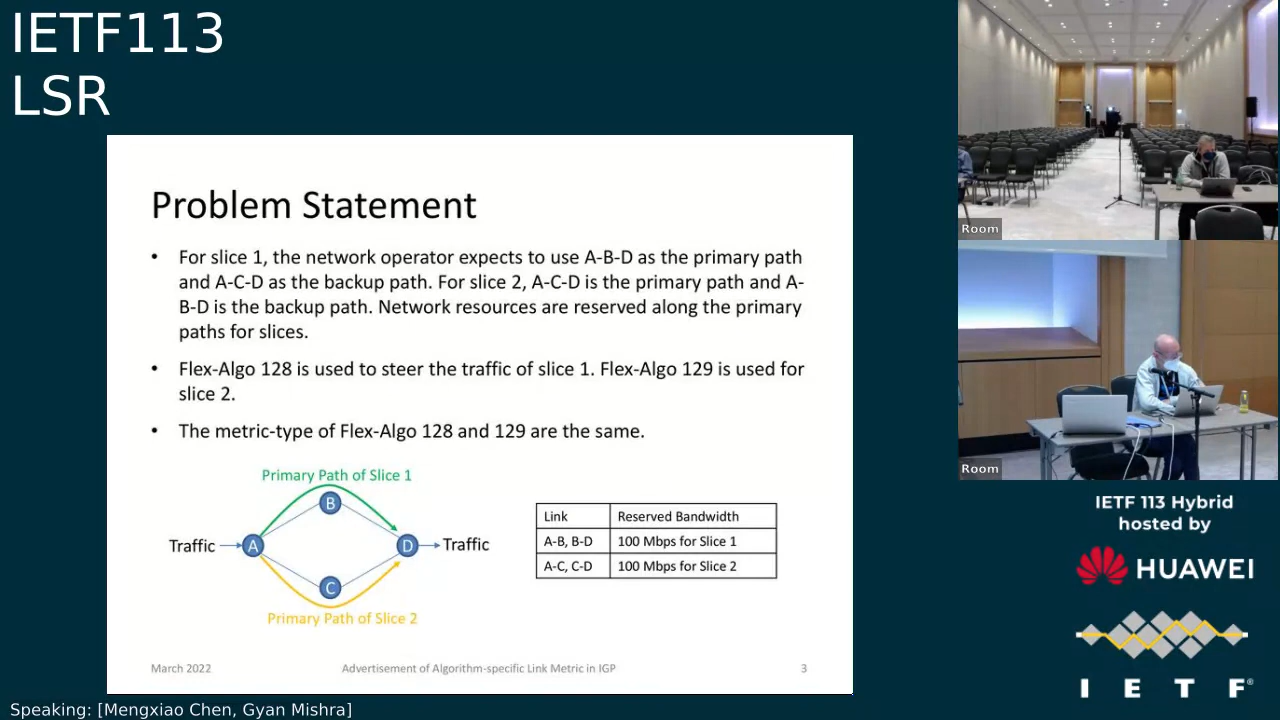 IETF113
LSR
Problem Statement
• For slice 1, the network operator expects to use A-B-D as the primary path
and A-C-D as the backup path. For slice 2, A-C-D is the primary path and A-
B-D is the backup path. Network resources are reserved along the primary
paths for slices.
• Flex-Algo 128 is used to steer the traffic of slice 1. Flex-Algo 129 is used for
slice 2.
• The metric-type of Flex-Algo 128 and 129 are the same.
Primary Path of Slice 1
B
Traffic A D Traffic
C
Primary Path of Slice 2
Link Reserved Bandwidth
A-B, B-D 100 Mbps for Slice 1
A-C, C-D 100 Mbps for Slice 2
March 2022 Advertisement of Algorithm-specific Link Metric in IGP 3
Room
Room
IETF 113 Hybrid
hosted by
HUAWEI
I E T F®
Speaking: [Mengxiao Chen, Gyan Mishra]